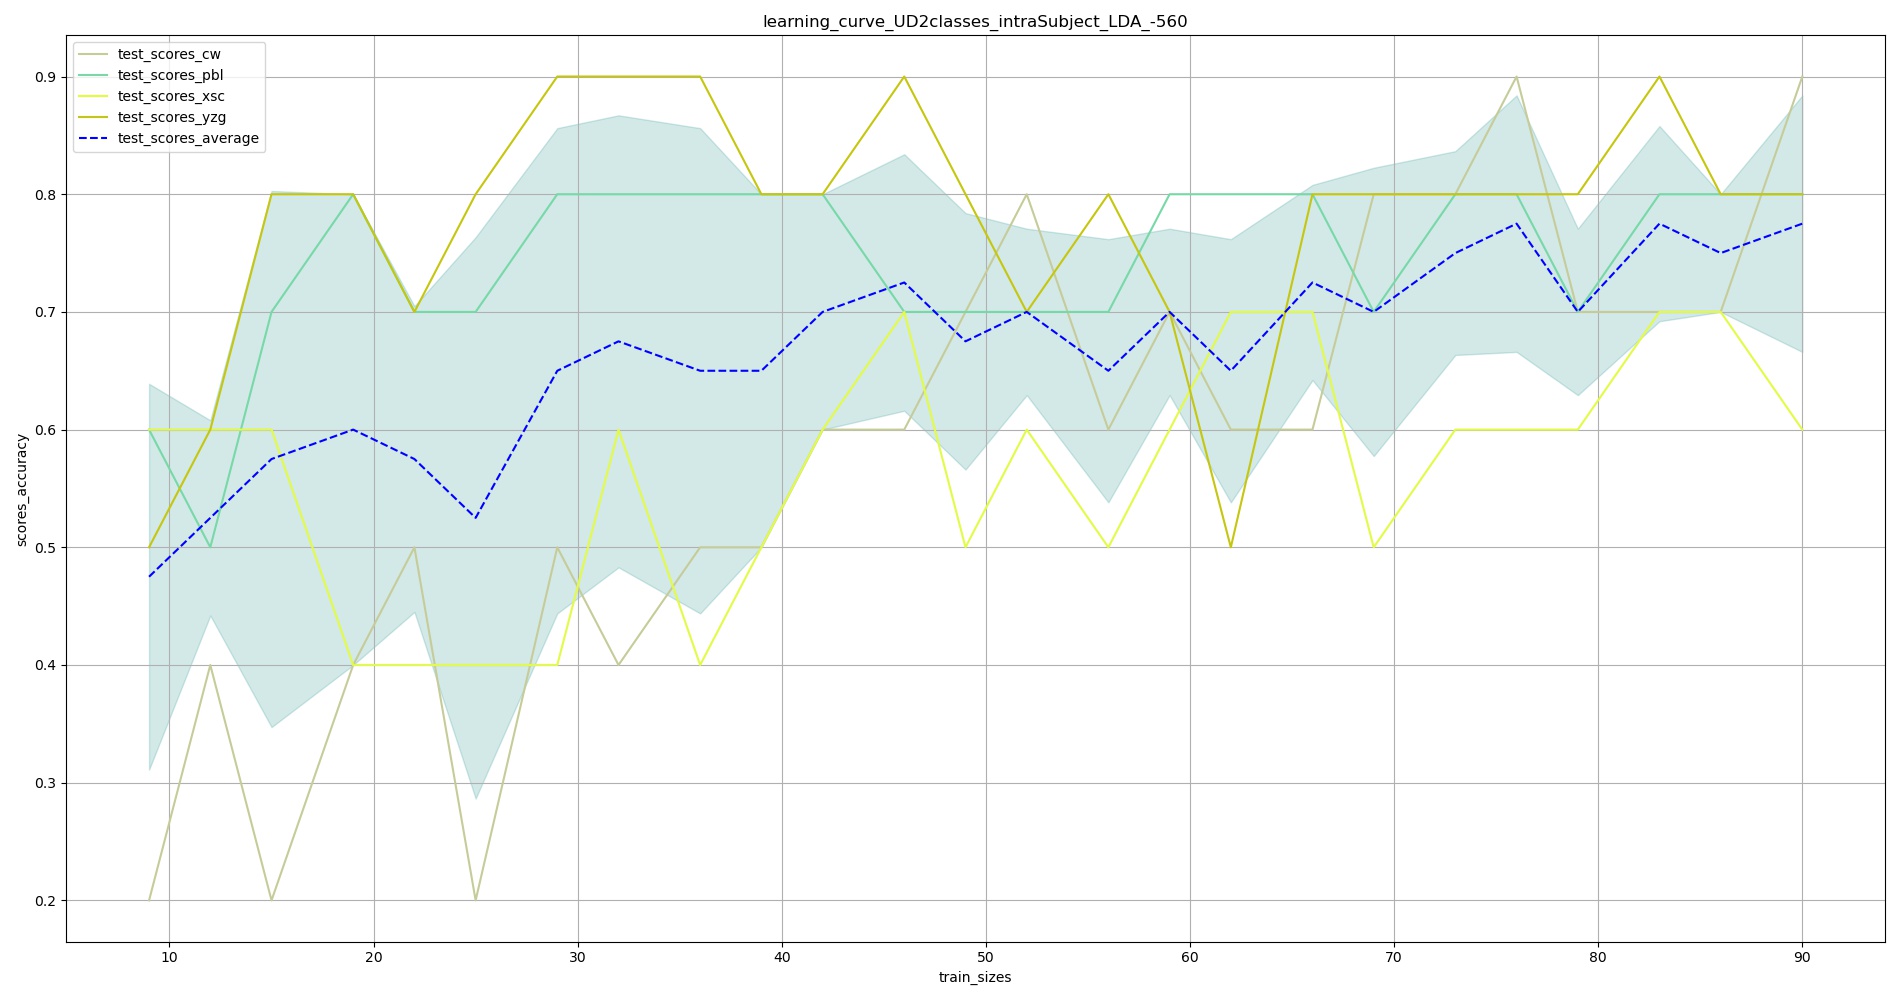 learning_curve_UD2classes_intraSubject_LDA_-560
test_scores_cw
test_scores_pbl
test_scores_xsc
test_scores_yzg
test_scores_average
scores_accuracy
0.9
0.8
0.7
0.6
0.5
0.4
0.3
0.2
10 20 30 40 50 60 70 80 90
train_sizes